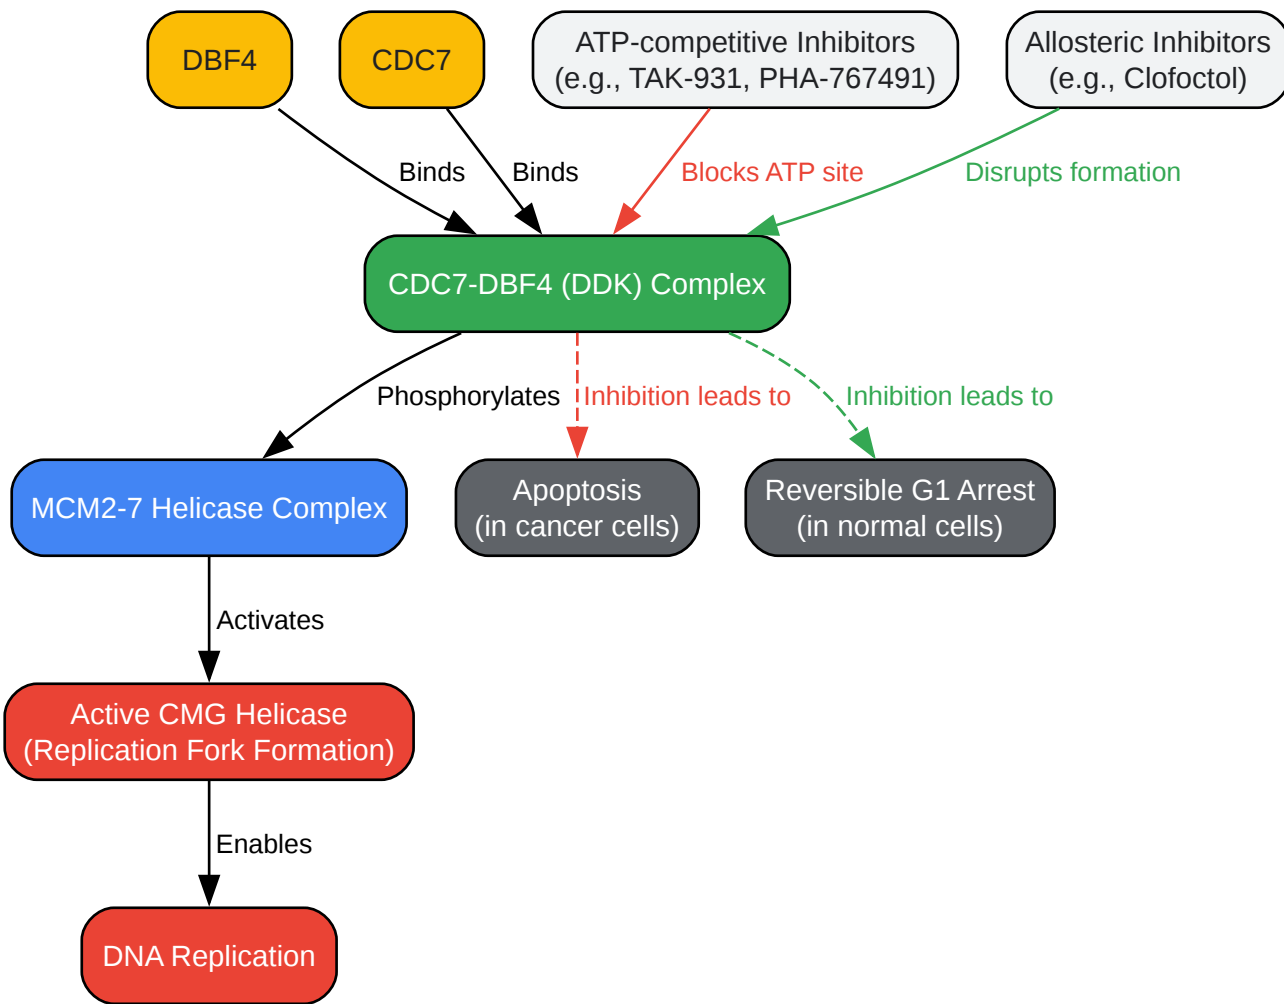 DBF4
CDC7
ATP-competitive Inhibitors
(e.g., TAK-931, PHA-767491)
Allosteric Inhibitors
(e.g., Clofoctol)
Binds
Binds
Blocks ATP site
Disrupts formation
CDC7-DBF4 (DDK) Complex
Phosphorylates
Inhibition leads to
Inhibition leads to
MCM2-7 Helicase Complex
Apoptosis
(in cancer cells)
Reversible G1 Arrest
(in normal cells)
Activates
Active CMG Helicase
(Replication Fork Formation)
Enables
DNA Replication